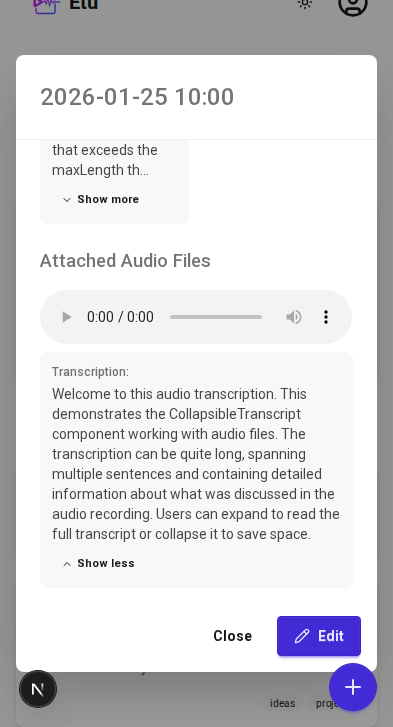 Elu
2026-01-25 10:00
that exceeds the
maxLength th...
Show more
Attached Audio Files
0:00 / 0:00
Transcription:
Welcome to this audio transcription. This
demonstrates the CollapsibleTranscript
component working with audio files. The
transcription can be quite long, spanning
multiple sentences and containing detailed
information about what was discussed in the
audio recording. Users can expand to read the
full transcript or collapse it to save space.
Show less
Close
Edit
N
ideas